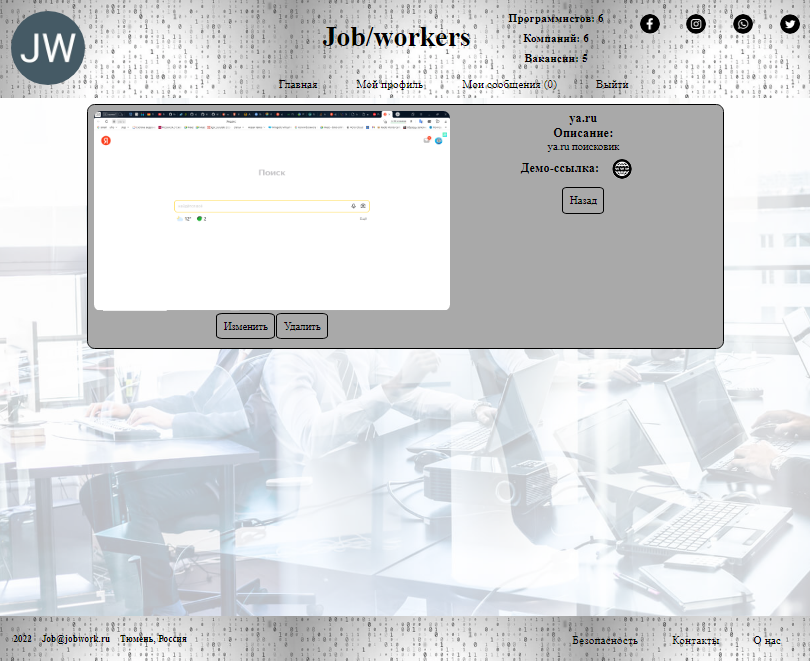 JW
Job/workers
Программистов: 6
Компаний: 6
Вакансии: 5
Главная Мой профиль Мои сообщения (0) Выйти
Я
Поиск
ya.ru
Описание:
ya.ru поисковик
Демо-ссылка:
Назад
Изменить Удалить
2022 Job@jobwork.ru Тюмень, Россия
Безопасность Контакты О нас